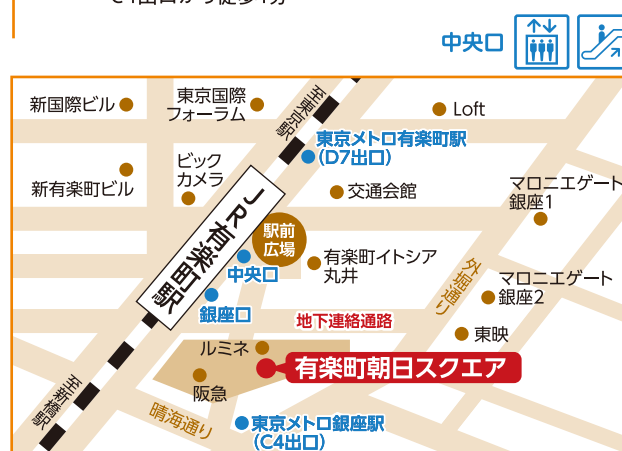 中央口
新国際ビル
東京国際
フォーラム
至東京駅
Loft
東京メトロ有楽町駅
(D7出口)
ビック
カメラ
新有楽町ビル
交通会館
マロニエゲート
銀座1
JR有楽町駅
駅前
広場
有楽町イトシア
丸井
中央口
外堀通り
マロニエゲート
銀座2
銀座口
地下連絡通路
東映
ルミネ
有楽町朝日スクエア
阪急
至新橋駅
晴海通り
東京メトロ銀座駅
(C4出口)